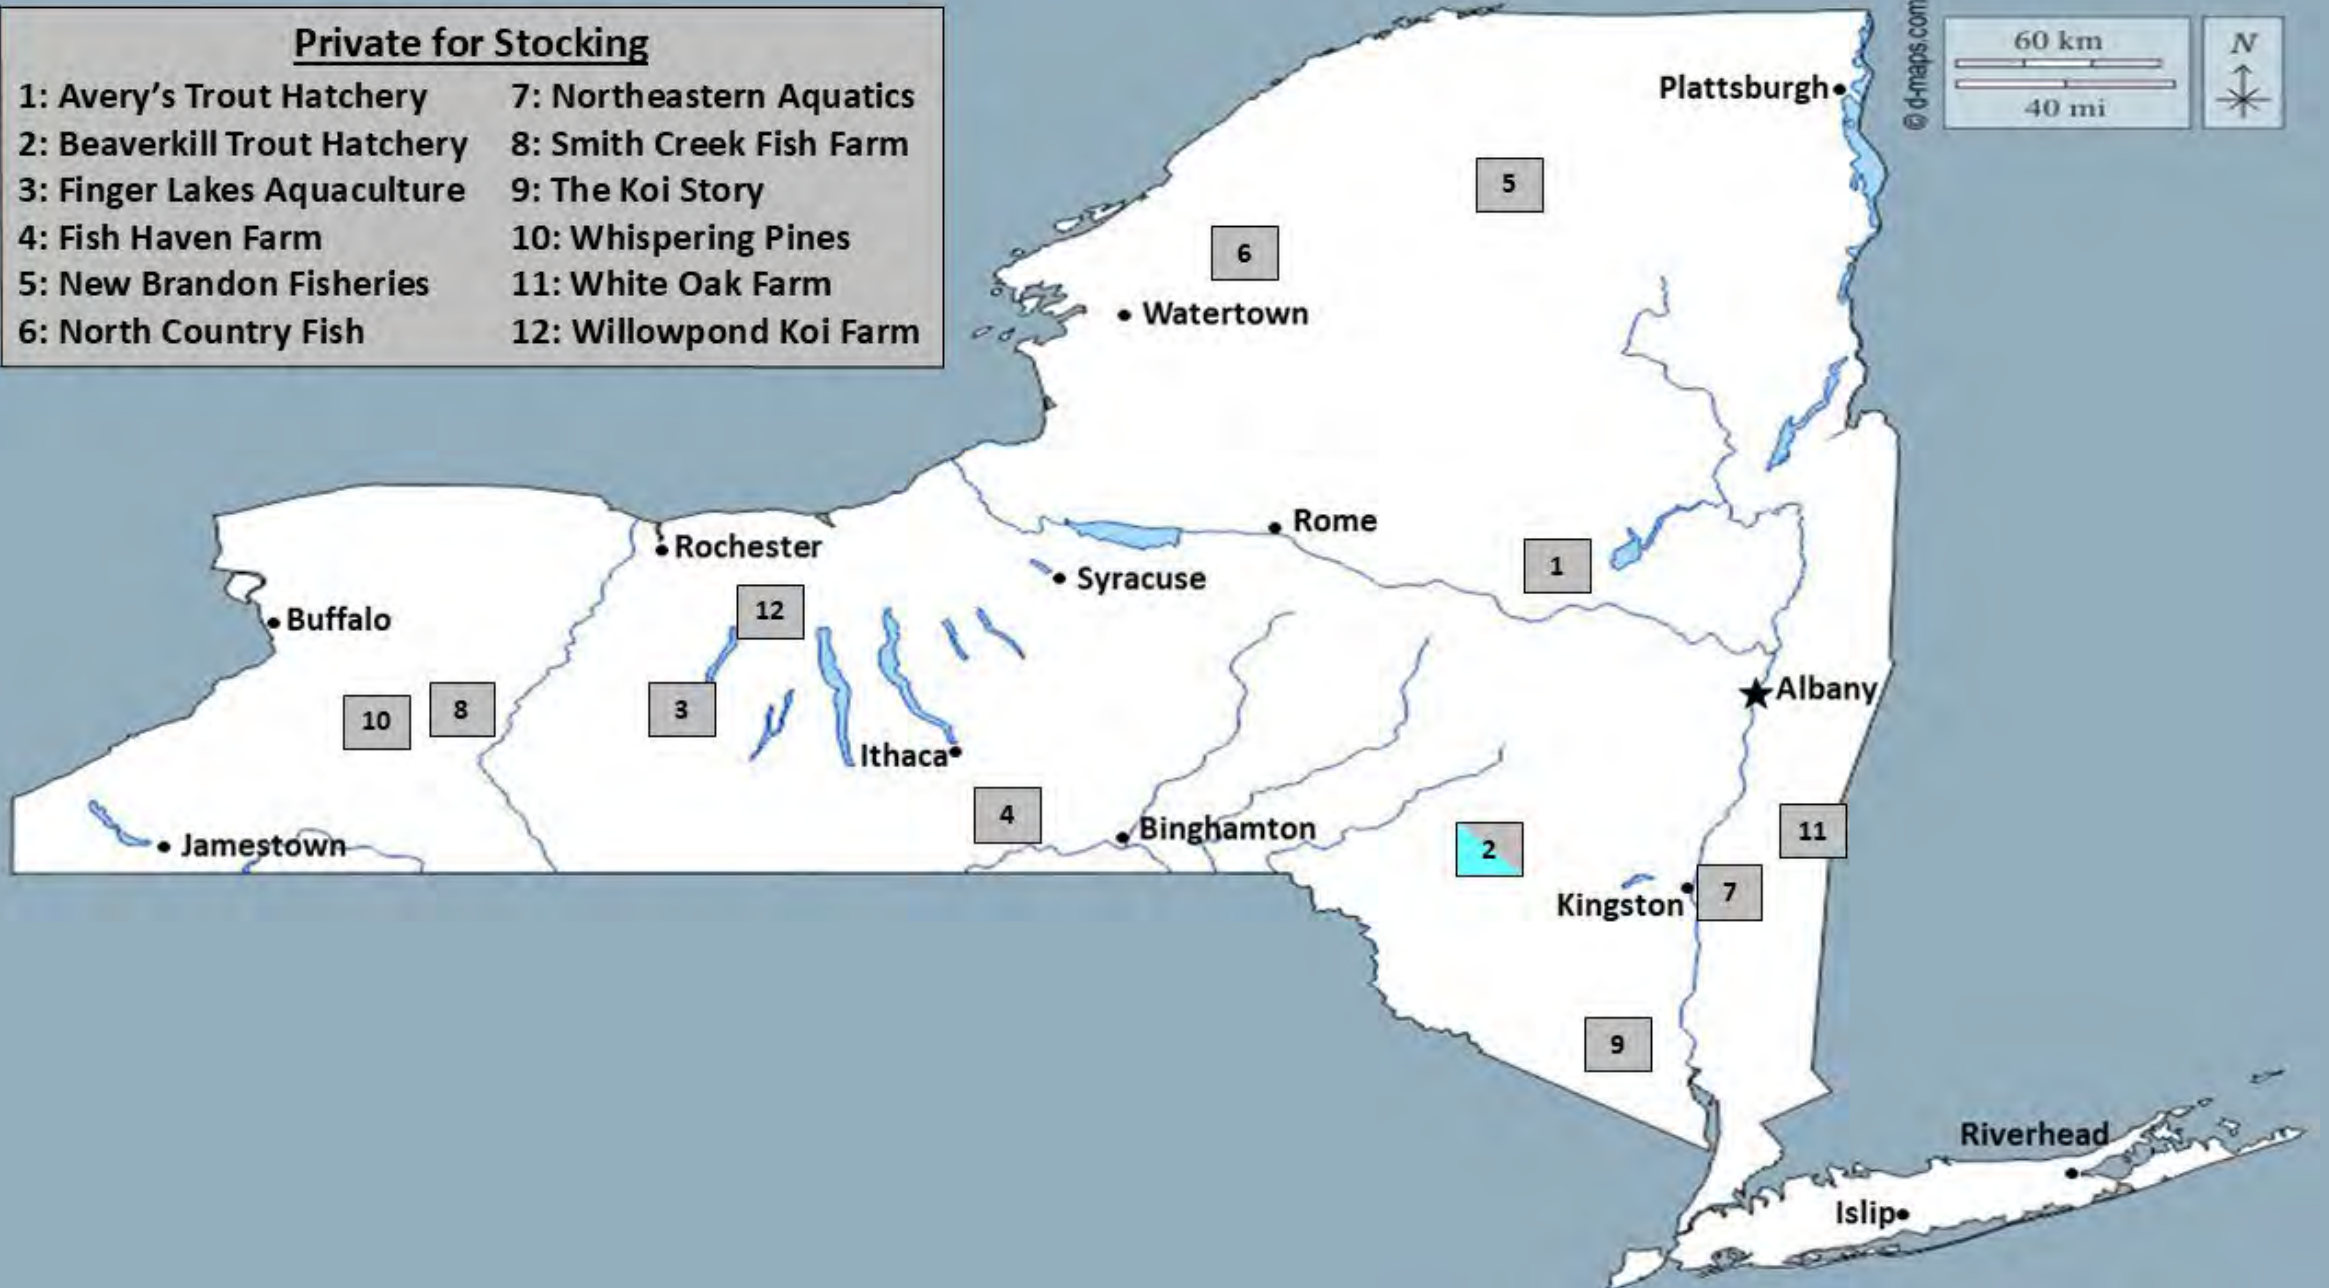 Private for Stocking
1: Avery's Trout Hatchery
2: Beaverkill Trout Hatchery
3: Finger Lakes Aquaculture
4: Fish Haven Farm
5: New Brandon Fisheries
6: North Country Fish
7: Northeastern Aquatics
8: Smith Creek Fish Farm
9: The Koi Story
10: Whispering Pines
11: White Oak Farm
12: Willowpond Koi Farm
© d-maps.com
60 km
40 mi
N
Plattsburgh
5
6
Watertown
Rome
Rochester
1
Syracuse
12
Buffalo
Albany
10
8
3
Ithaca
4
Binghamton
11
Jamestown
2
7
Kingston
9
Riverhead
Islip